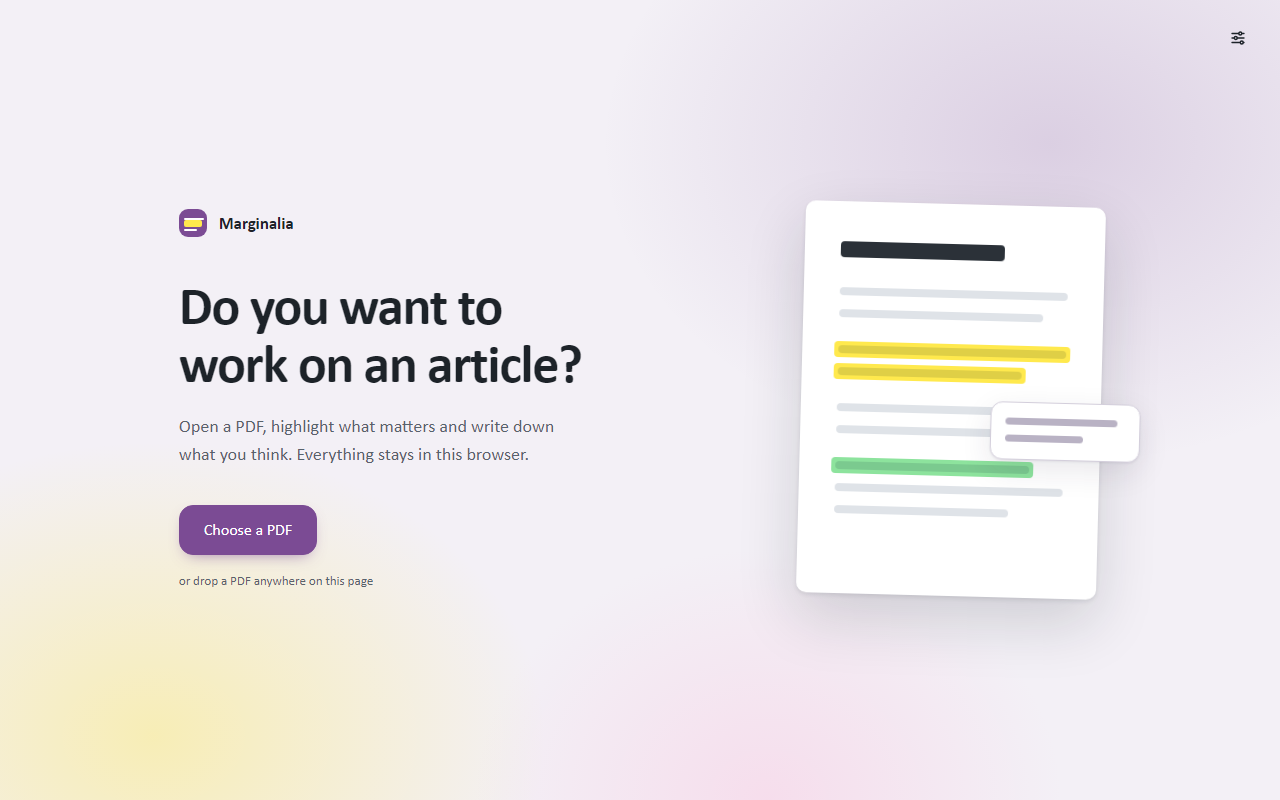 Marginalia
Do you want to
work on an article?
Open a PDF, highlight what matters and write down
what you think. Everything stays in this browser.
Choose a PDF
or drop a PDF anywhere on this page